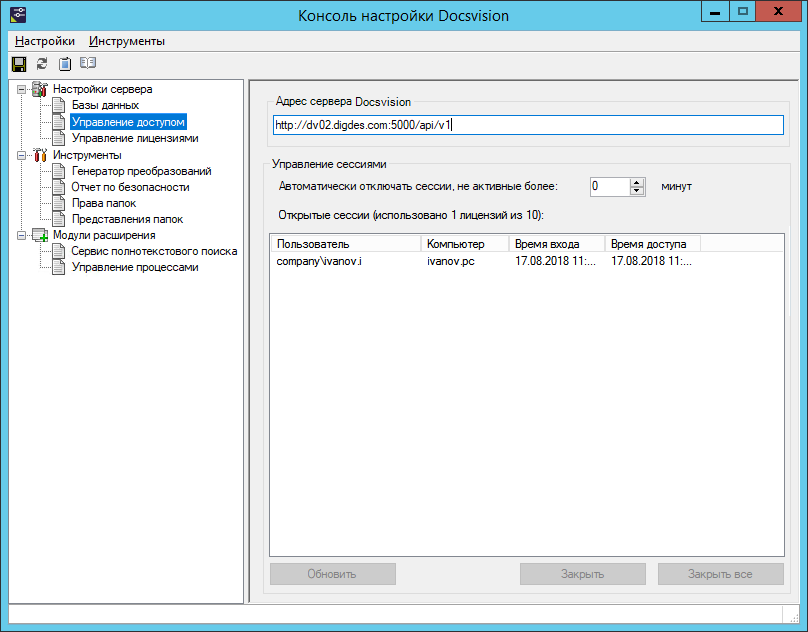 Консоль настройки Docsvision
Настройки Инструменты
Настройки сервера
Базы данных
Управление доступом
Управление лицензиями
Инструменты
Генератор преобразований
Отчет по безопасности
Права папок
Представления папок
Модули расширения
Сервис полнотекстового поиска
Управление процессами
Адрес сервера Docsvision
http://dv02.digdes.com:5000/api/v1
Управление сессиями
Автоматически отключать сессии, не активные более: 0 минут
Открытые сессии (использовано 1 лицензий из 10):
Пользователь Компьютер Время входа Время доступа
company\ivanov.i ivanov.pc 17.08.2018 11:... 17.08.2018 11:...
Обновить Закрыть Закрыть все